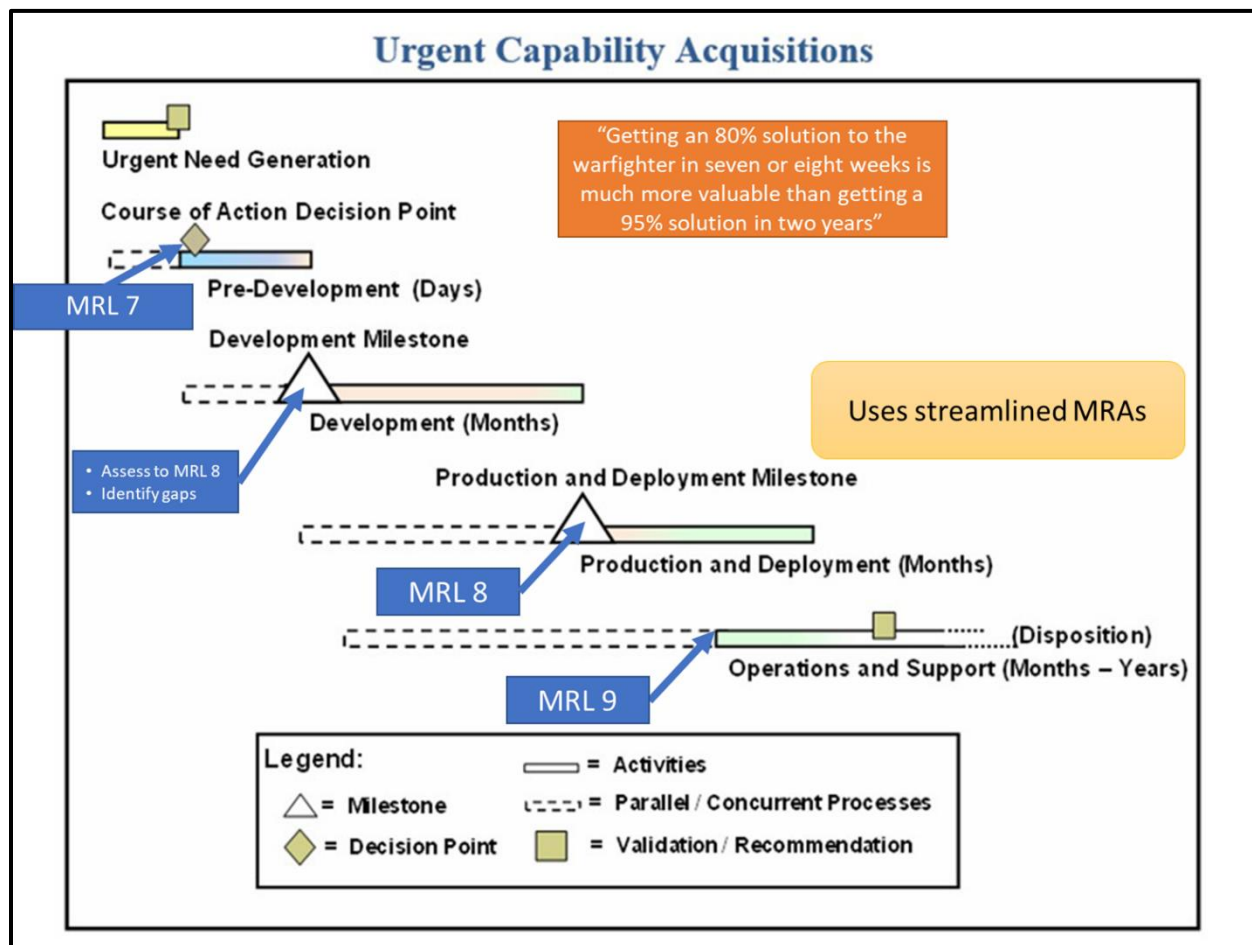 Urgent Capability Acquisitions
“Getting an 80% solution to the
warfighter in seven or eight weeks is
much more valuable than getting a
95% solution in two years”
Urgent Need Generation
Course of Action Decision Point
Pre-Development (Days)
MRL 7
Development Milestone
Development (Months)
Uses streamlined MRAs
• Assess to MRL 8
• Identify gaps
Production and Deployment Milestone
Production and Deployment (Months)
MRL 8
(Disposition)
Operations and Support (Months – Years)
MRL 9
Legend:
= Activities
= Milestone
= Parallel / Concurrent Processes
= Decision Point
= Validation / Recommendation